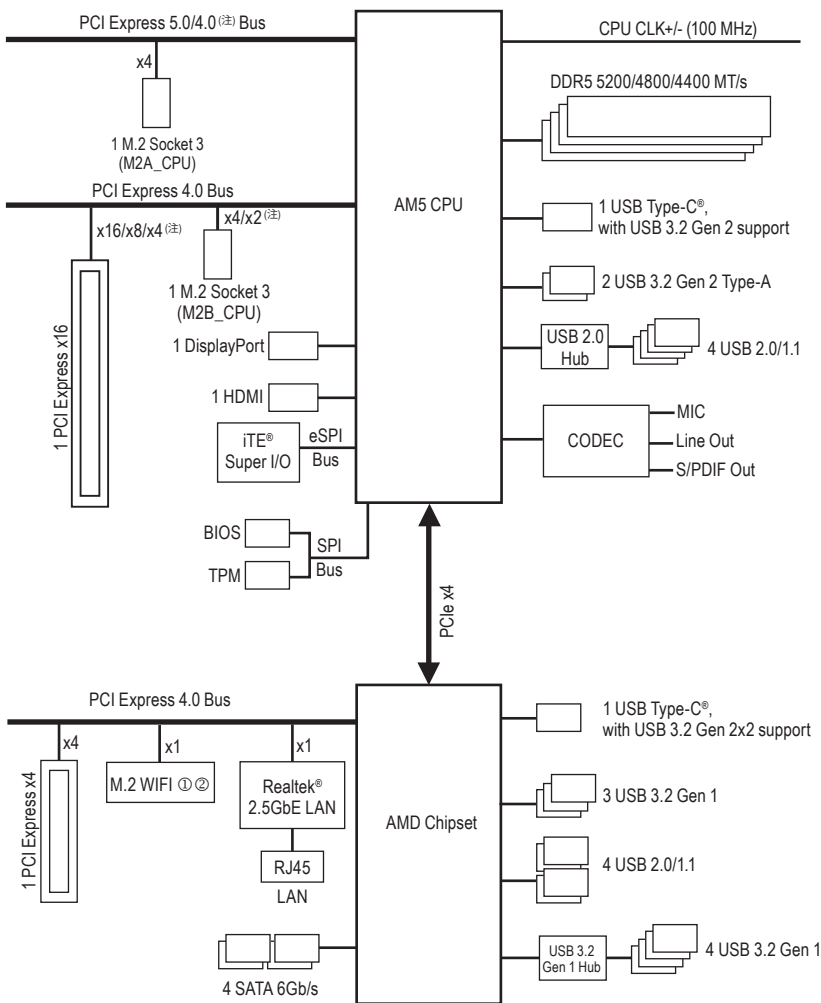 PCI Express 5.0/4.0 (注) Bus
x4
1 M.2 Socket 3
(M2A_CPU)
PCI Express 4.0 Bus
x16/x8/x4 (注)
x4/x2 (注)
1 PCI Express x16
1 M.2 Socket 3
(M2B_CPU)
1 DisplayPort
1 HDMI
iTE®
Super I/O
eSPI
Bus
BIOS
TPM
SPI
Bus
AM5 CPU
CPU CLK+/- (100 MHz)
DDR5 5200/4800/4400 MT/s
1 USB Type-C®,
with USB 3.2 Gen 2 support
2 USB 3.2 Gen 2 Type-A
USB 2.0
Hub
4 USB 2.0/1.1
CODEC
MIC
Line Out
S/PDIF Out
PCIe x4
PCI Express 4.0 Bus
x4
x1
x1
1 PCI Express x4
M.2 WIFI ①②
Realtek®
2.5GbE LAN
RJ45
LAN
4 SATA 6Gb/s
AMD Chipset
1 USB Type-C®,
with USB 3.2 Gen 2x2 support
3 USB 3.2 Gen 1
4 USB 2.0/1.1
USB 3.2
Gen 1 Hub
4 USB 3.2 Gen 1